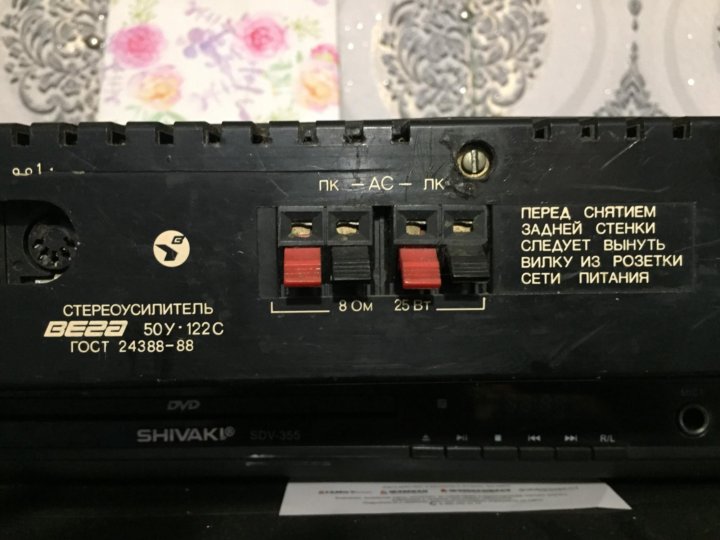 ПК — АС — ЛК
ПЕРЕД СНЯТИЕМ
ЗАДНЕЙ СТЕНКИ
СЛЕДУЕТ ВЫНУТЬ
ВИЛКУ ИЗ РОЗЕТКИ
СЕТИ ПИТАНИЯ
8 Ом 25 Вт
СТЕРЕОУСИЛИТЕЛЬ
ВЕГА 50У·122С
ГОСТ 24388-88
DVD
SHIVAKI® SDV-355
R/L